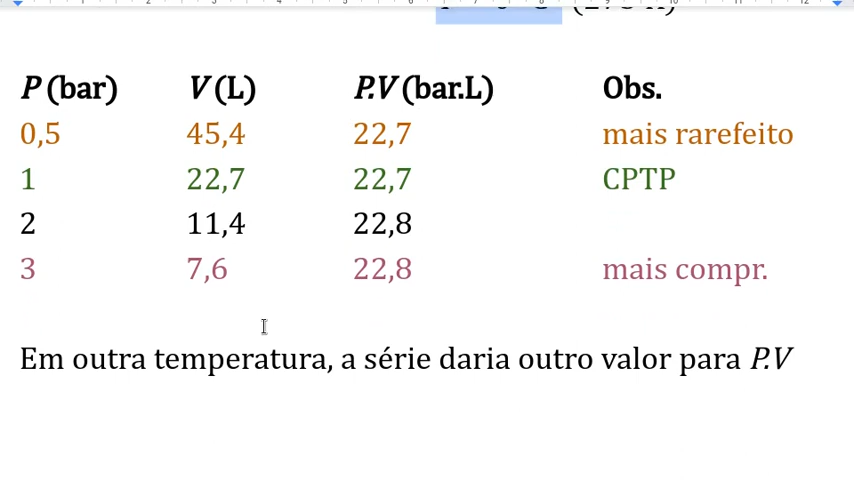 P (bar) V (L) P.V (bar.L) Obs.
0,5 45,4 22,7 mais rarefeito
1 22,7 22,7 CPTP
2 11,4 22,8
3 7,6 22,8 mais compr.
Em outra temperatura, a série daria outro valor para P.V